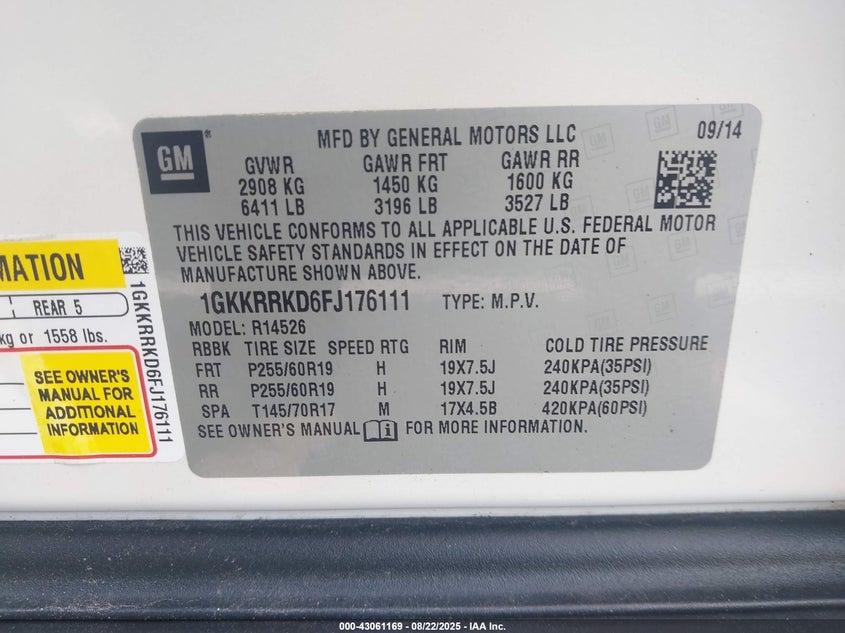 GM
®
MFD BY GENERAL MOTORS LLC 09/14
GVWR GAWR FRT GAWR RR
2908 KG 1450 KG 1600 KG
6411 LB 3196 LB 3527 LB
THIS VEHICLE CONFORMS TO ALL APPLICABLE U.S. FEDERAL MOTOR
VEHICLE SAFETY STANDARDS IN EFFECT ON THE DATE OF
MANUFACTURE SHOWN ABOVE.
1GKKRRKD6FJ176111 TYPE: M.P.V.
MODEL: R14526
RBBK TIRE SIZE SPEED RTG RIM COLD TIRE PRESSURE
FRT P255/60R19 H 19X7.5J 240KPA(35PSI)
RR P255/60R19 H 19X7.5J 240KPA(35PSI)
SPA T145/70R17 M 17X4.5B 420KPA(60PSI)
SEE OWNER'S MANUAL FOR MORE INFORMATION.
MATION
REAR 5
kg or 1558 lbs.
SEE OWNER'S
MANUAL FOR
ADDITIONAL
INFORMATION
1GKKRRKD6FJ176111
000-43061169 - 08/22/2025 - IAA Inc.